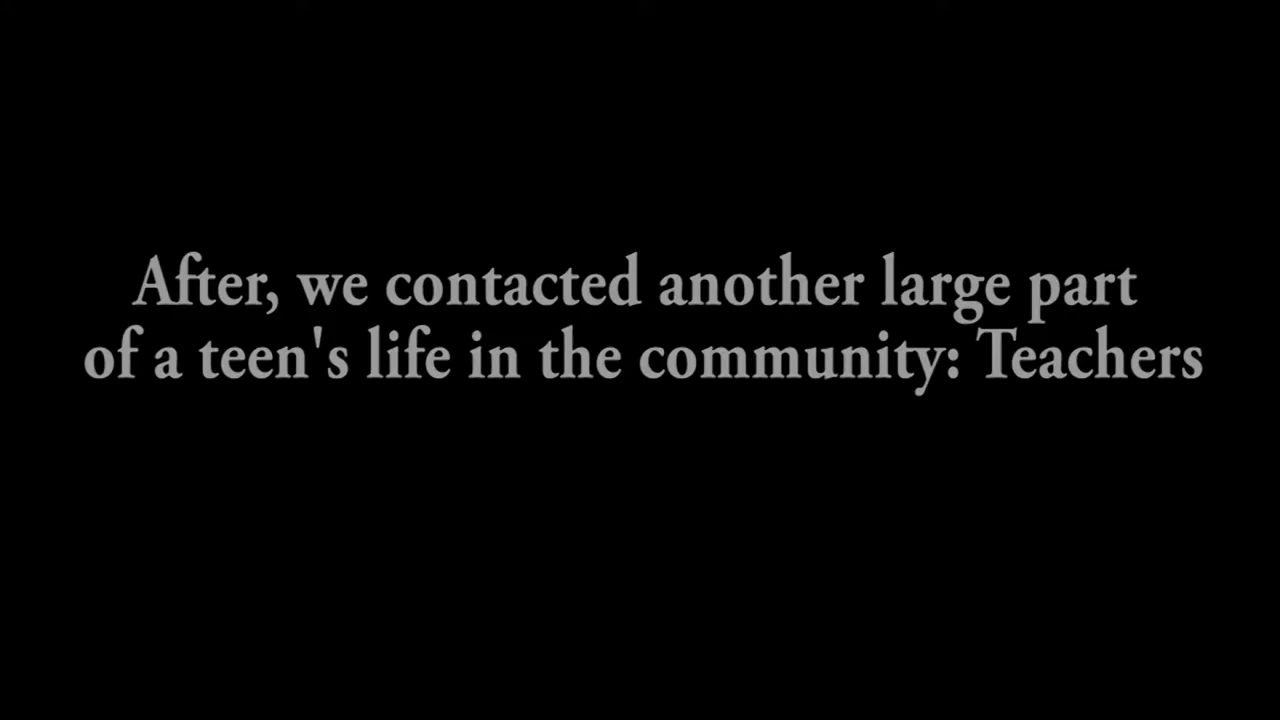 After, we contacted another large part
of a teen's life in the community: Teachers